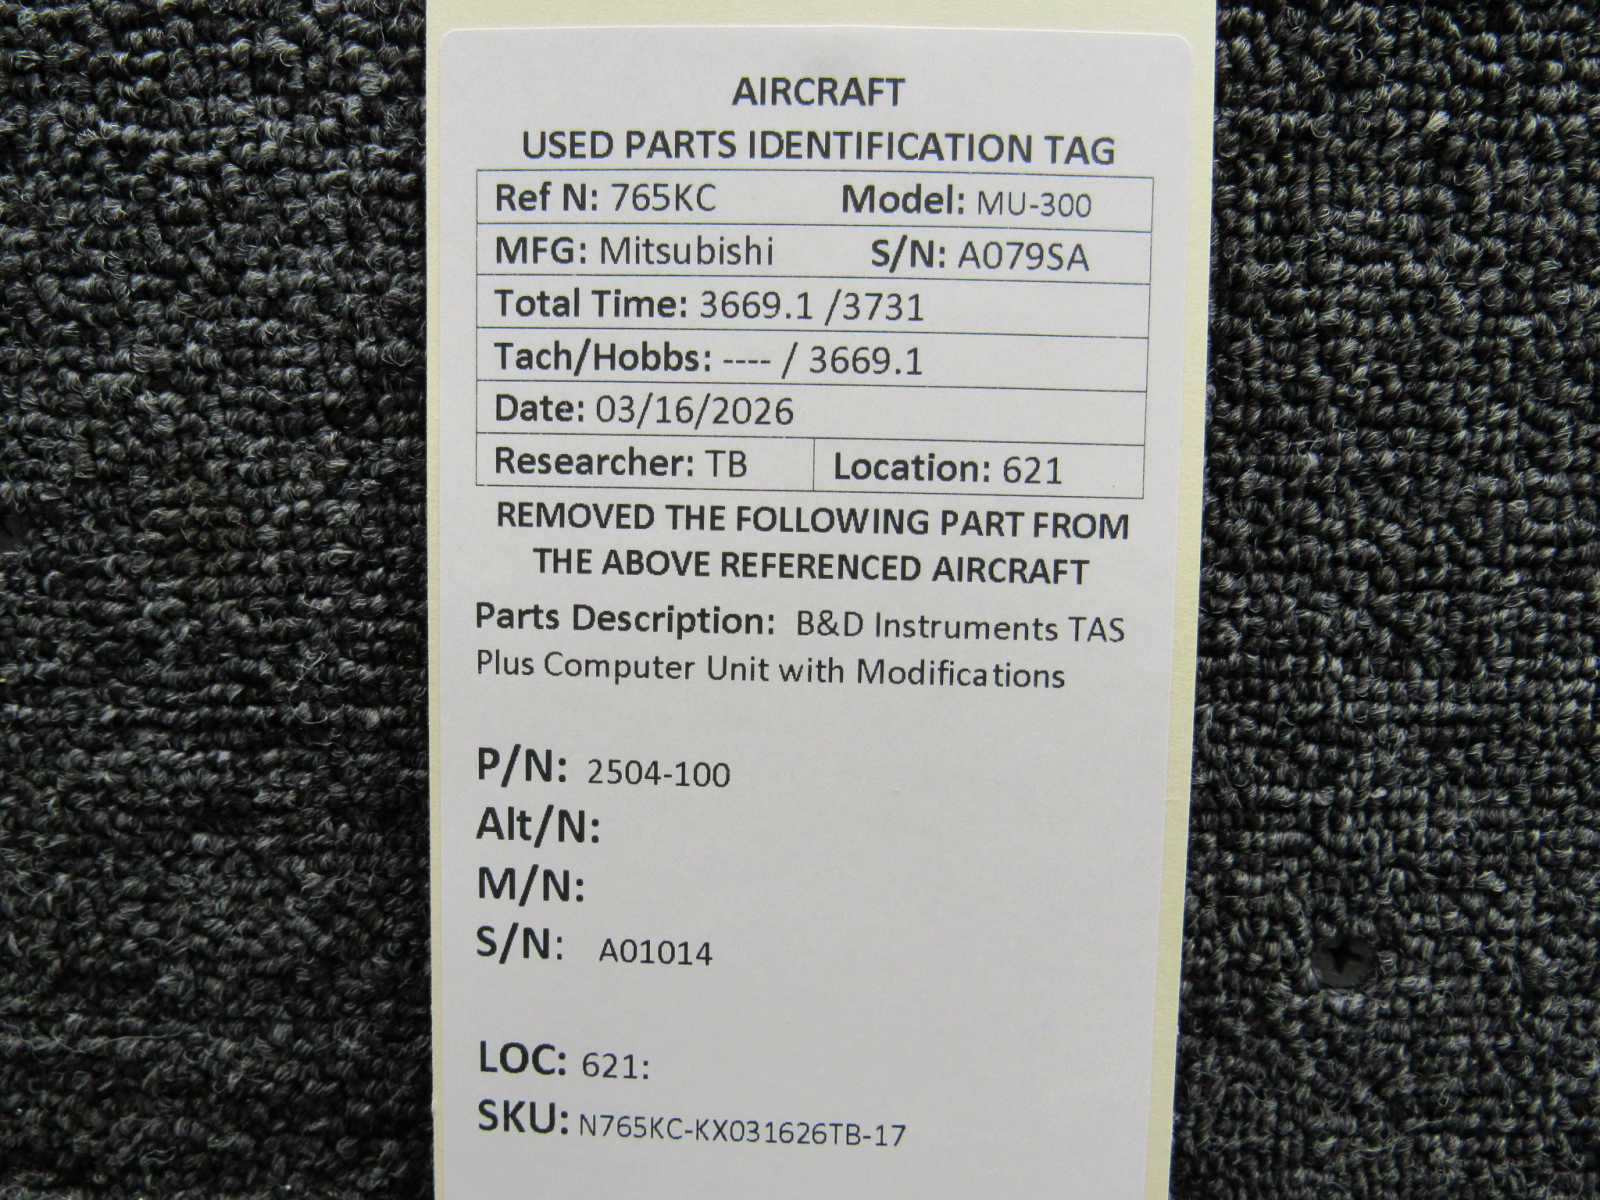 AIRCRAFT
USED PARTS IDENTIFICATION TAG
Ref N: 765KC Model: MU-300
MFG: Mitsubishi S/N: A079SA
Total Time: 3669.1 /3731
Tach/Hobbs: ---- / 3669.1
Date: 03/16/2026
Researcher: TB Location: 621
REMOVED THE FOLLOWING PART FROM
THE ABOVE REFERENCED AIRCRAFT
Parts Description: B&D Instruments TAS
Plus Computer Unit with Modifications
P/N: 2504-100
Alt/N:
M/N:
S/N: A01014
LOC: 621:
SKU: N765KC-KX031626TB-17